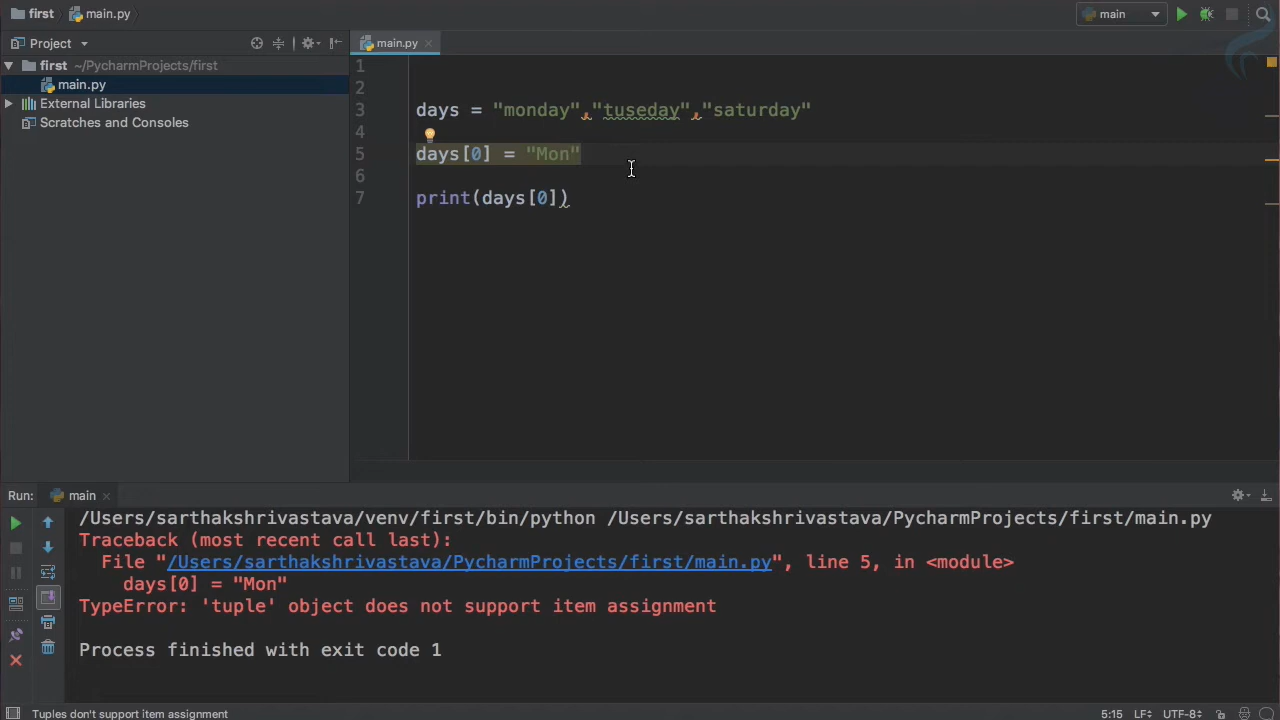 first main.py main
Project main.py
first ~/PycharmProjects/first
main.py
External Libraries
Scratches and Consoles
1
2
3 days = "monday","tuseday","saturday"
4
5 days[0] = "Mon"
6
7 print(days[0])
Run: main
/Users/sarthakshrivastava/venv/first/bin/python /Users/sarthakshrivastava/PycharmProjects/first/main.py
Traceback (most recent call last):
File "/Users/sarthakshrivastava/PycharmProjects/first/main.py", line 5, in <module>
days[0] = "Mon"
TypeError: 'tuple' object does not support item assignment
Process finished with exit code 1
Tuples don't support item assignment 5:15 LF UTF-8